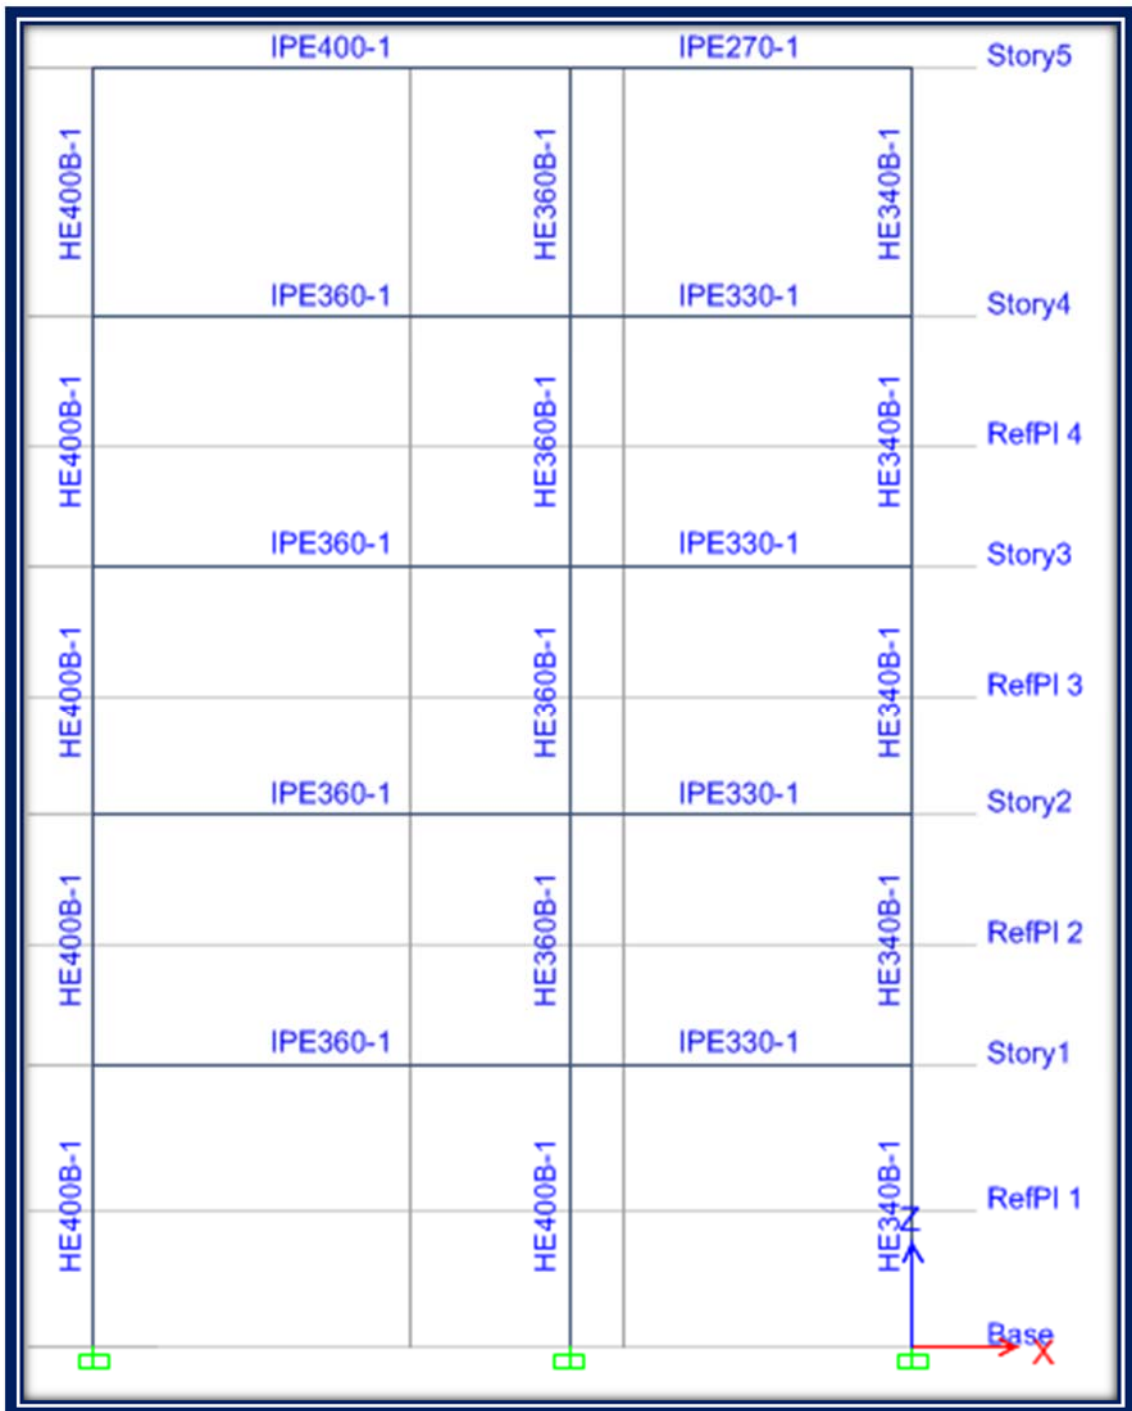 IPE400-1 IPE270-1 Story5
HE400B-1 HE360B-1 HE340B-1
IPE360-1 IPE330-1 Story4
HE400B-1 HE360B-1 HE340B-1 RefPl 4
IPE360-1 IPE330-1 Story3
HE400B-1 HE360B-1 HE340B-1 RefPl 3
IPE360-1 IPE330-1 Story2
HE400B-1 HE360B-1 HE340B-1 RefPl 2
IPE360-1 IPE330-1 Story1
HE400B-1 HE400B-1 HE340B-1 RefPl 1
Z
Base
X